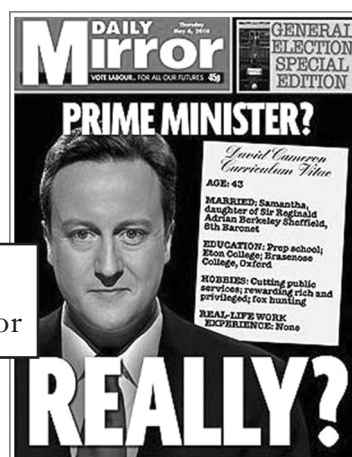 DAILY
Mirror
Thursday
May 6, 2010
VOTE LABOUR.. FOR ALL OUR FUTURES 45p
GENERAL
ELECTION
SPECIAL
EDITION
PRIME MINISTER?
David Cameron
Curriculum Vitae
AGE: 43
MARRIED: Samantha,
daughter of Sir Reginald
Adrian Berkeley Sheffield,
8th Baronet
EDUCATION: Prep school;
Eton College; Brasenose
College, Oxford
HOBBIES: Cutting public
services; rewarding rich and
privileged; fox hunting
REAL-LIFE WORK
EXPERIENCE: None
or
REALLY?